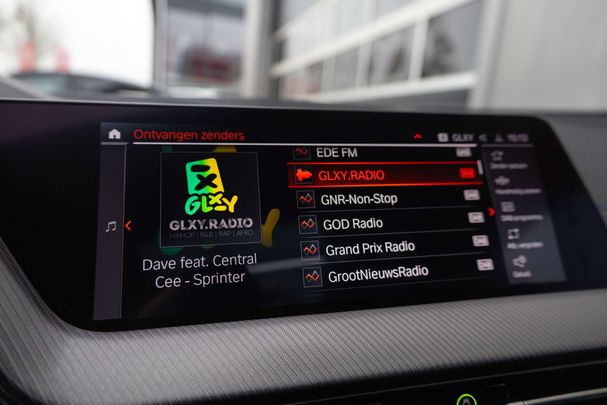 Ontvangen zenders
GLXY
GLXY
GLXY.RADIO
HIPHOP | R&B | RAP | AFRO
Dave feat. Central
Cee - Sprinter
EDE FM
GLXY.RADIO
GNR-Non-Stop
GOD Radio
Grand Prix Radio
GrootNieuwsRadio